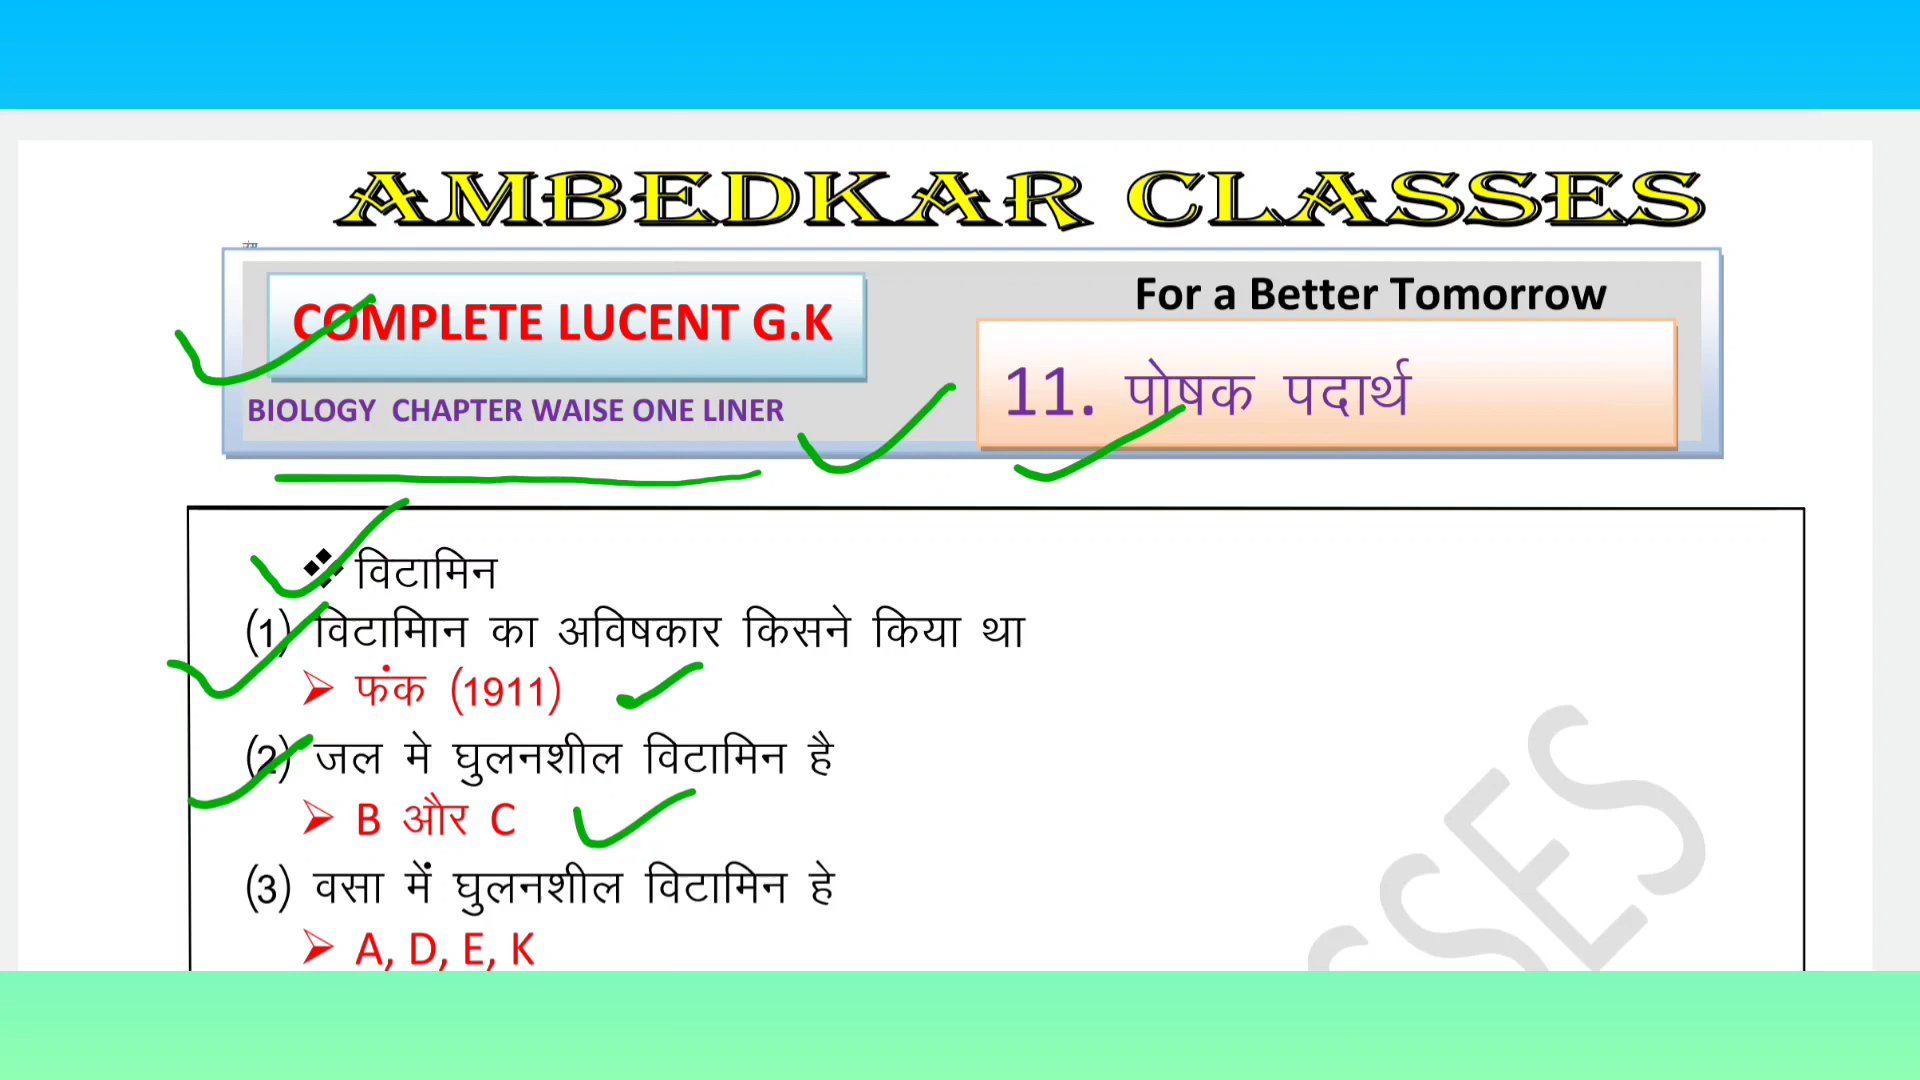 AMBEDKAR CLASSES
COMPLETE LUCENT G.K
For a Better Tomorrow
BIOLOGY CHAPTER WAISE ONE LINER
11. पोषक पदार्थ
❖ विटामिन
(1) विटामिान का अविषकार किसने किया था
➢ फंक (1911)
(2) जल मे घुलनशील विटामिन है
➢ B और C
(3) वसा में घुलनशील विटामिन हे
➢ A, D, E, K
SSES